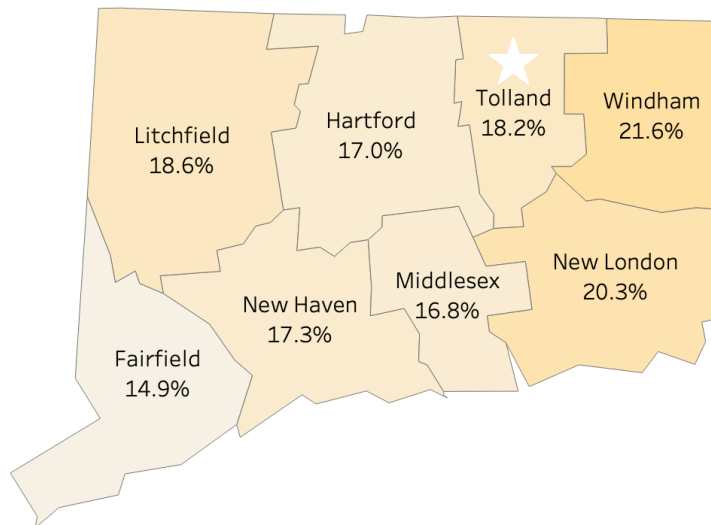 Litchfield
18.6%
Hartford
17.0%
Tolland
18.2%
Windham
21.6%
Fairfield
14.9%
New Haven
17.3%
Middlesex
16.8%
New London
20.3%